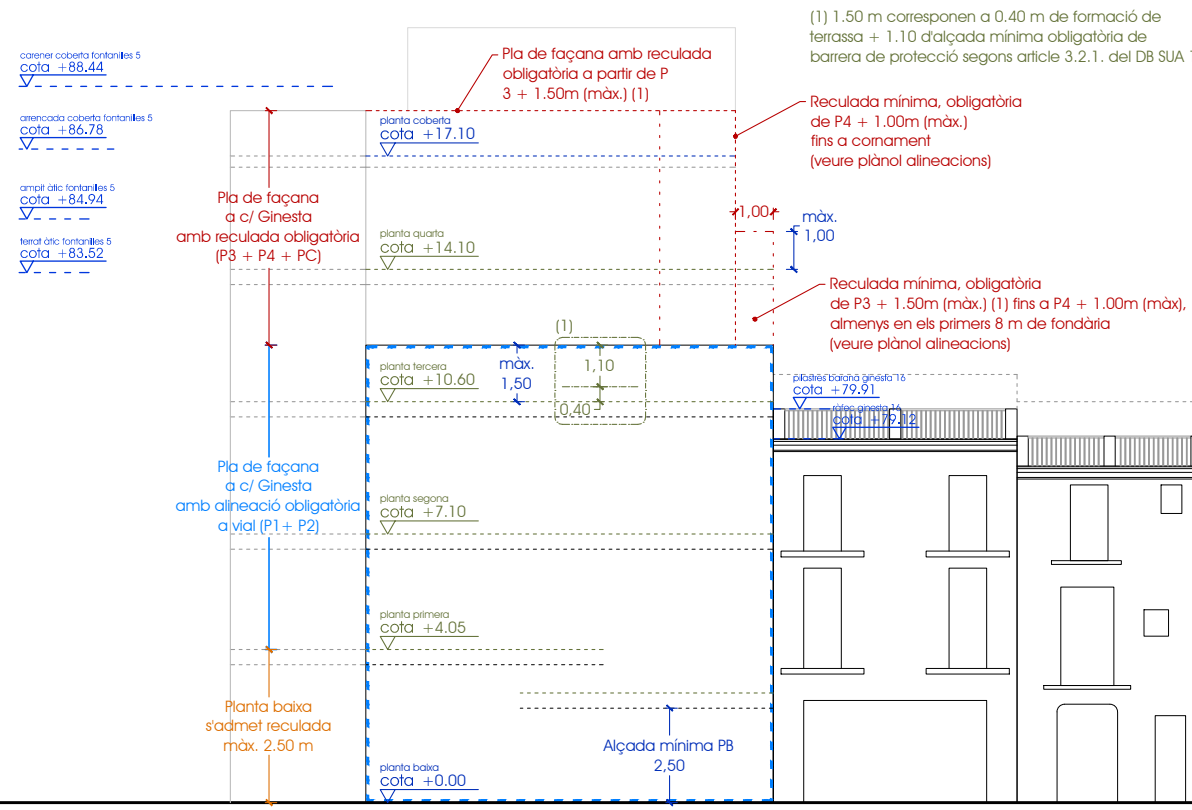 (1) 1.50 m corresponen a 0.40 m de formació de
terrassa + 1.10 d'alçada mínima obligatòria de
barrera de protecció segons article 3.2.1. del DB SUA
carener coberta fontanilles 5
cota +88.44
arrencada coberta fontanilles 5
cota +86.78
ampit àtic fontanilles 5
cota +84.94
terrat àtic fontanilles 5
cota +83.52
Pla de façana amb reculada
obligatòria a partir de P
3 + 1.50m (màx.) (1)
Reculada mínima, obligatòria
de P4 + 1.00m (màx.)
fins a cornament
(veure plànol alineacions)
planta coberta
cota +17.10
Pla de façana
a c/ Ginesta
amb reculada obligatòria
(P3 + P4 + PC)
1,00
màx.
1,00
planta quarta
cota +14.10
Reculada mínima, obligatòria
de P3 + 1.50m (màx.) (1) fins a P4 + 1.00m (màx),
almenys en els primers 8 m de fondària
(veure plànol alineacions)
(1)
planta tercera
cota +10.60
màx.
1,50
1,10
0,40
pilastres barana ginesta 16
cota +79.91
ràfec ginesta 16
cota +79.12
Pla de façana
a c/ Ginesta
amb alineació obligatòria
a vial (P1+ P2)
planta segona
cota +7.10
planta primera
cota +4.05
Planta baixa
s'admet reculada
màx. 2.50 m
Alçada mínima PB
2,50
planta baixa
cota +0.00